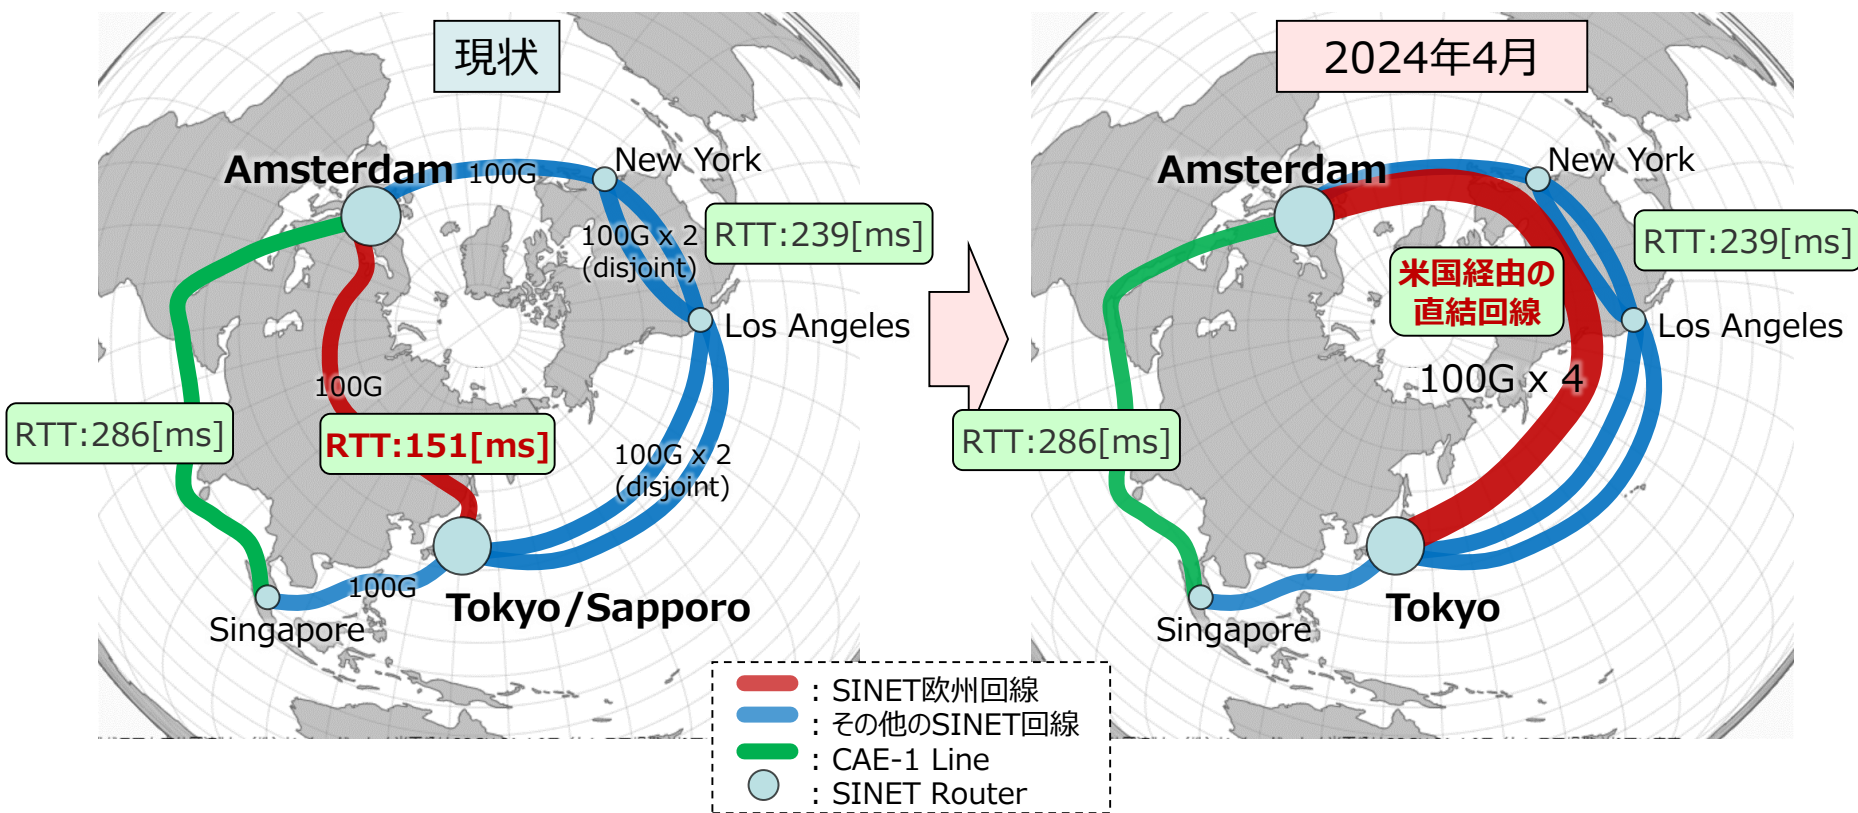 現状
Amsterdam
100G
New York
100G x 2
(disjoint)
RTT:239[ms]
Los Angeles
100G
RTT:286[ms]
RTT:151[ms]
100G x 2
(disjoint)
100G
Tokyo/Sapporo
Singapore
2024年4月
Amsterdam
New York
RTT:239[ms]
米国経由の
直結回線
Los Angeles
100G x 4
RTT:286[ms]
Tokyo
Singapore
: SINET欧州回線
: その他のSINET回線
: CAE-1 Line
: SINET Router